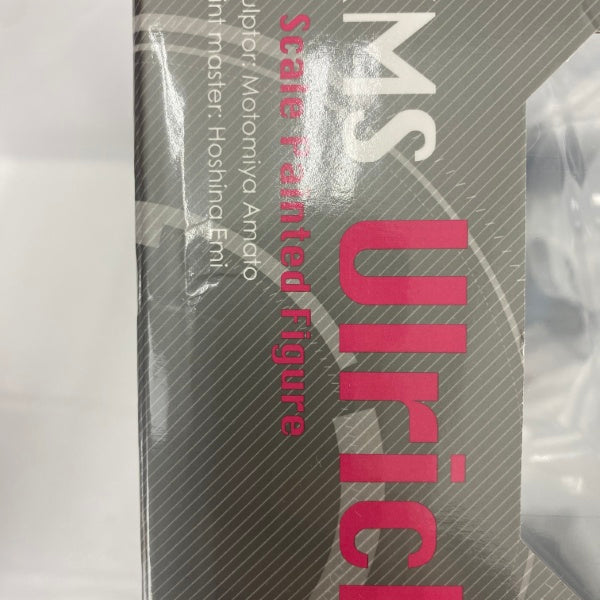 MS Ulric
Scale Painted Figure
ulptor: Motomiya Amato
int master: Hoshina Emi